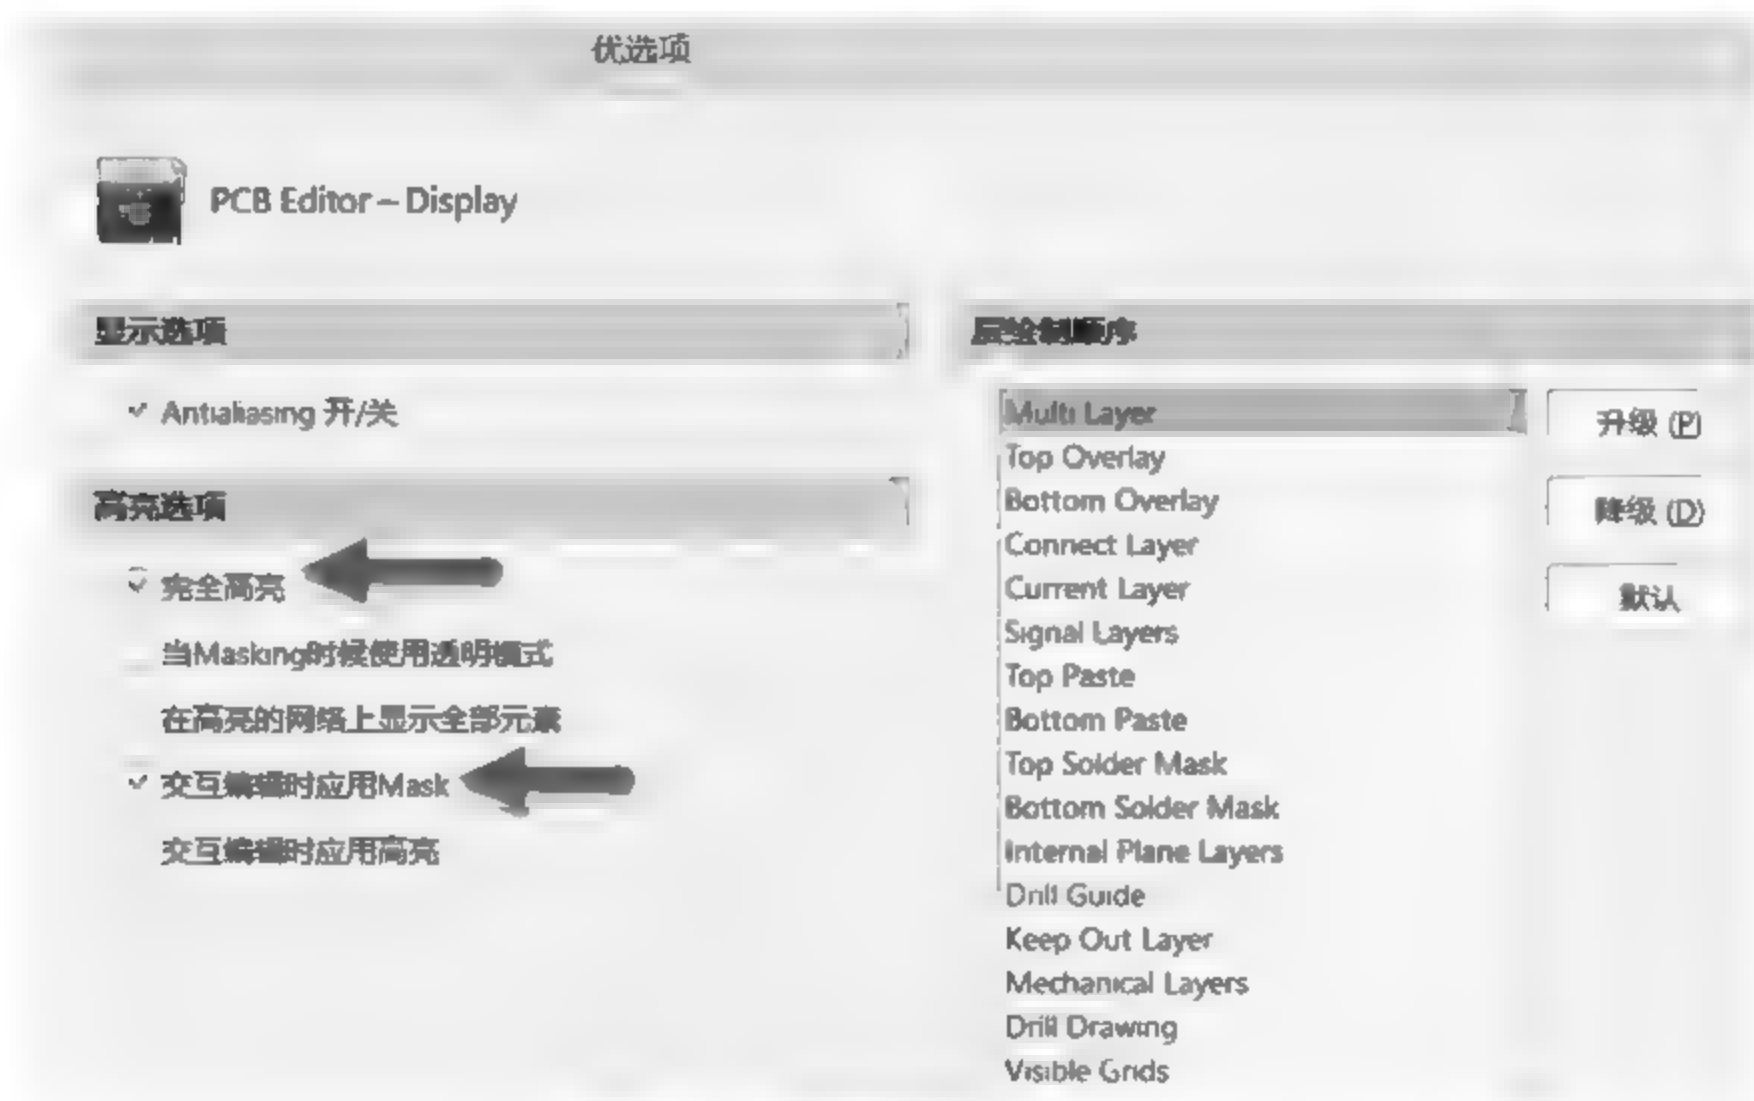 优选项
PCB Editor – Display
显示选项
Antialiasing 开/关
高亮选项
完全高亮
当Masking时候使用透明模式
在高亮的网络上显示全部元素
交互编辑时应用Mask
交互编辑时应用高亮
层绘制顺序
Multi Layer
Top Overlay
Bottom Overlay
Connect Layer
Current Layer
Signal Layers
Top Paste
Bottom Paste
Top Solder Mask
Bottom Solder Mask
Internal Plane Layers
Drill Guide
Keep Out Layer
Mechanical Layers
Drill Drawing
Visible Grids
升级 (P)
降级 (D)
默认